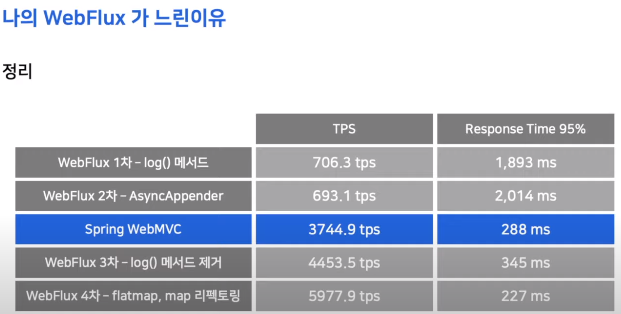 나의 WebFlux 가 느린이유
정리
TPS Response Time 95%
WebFlux 1차 – log() 메서드 706.3 tps 1,893 ms
WebFlux 2차 – AsyncAppender 693.1 tps 2,014 ms
Spring WebMVC 3744.9 tps 288 ms
WebFlux 3차 – log() 메서드 제거 4453.5 tps 345 ms
WebFlux 4차 – flatmap, map 리펙토링 5977.9 tps 227 ms